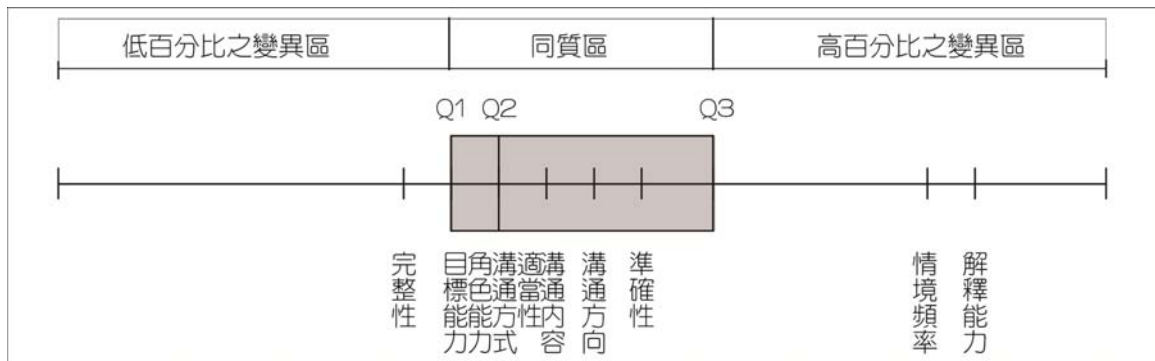 低百分比之變異區
同質區
高百分比之變異區
Q1
Q2
Q3
完整性
目標能力
角色能力
溝通方式
適當性
溝通內容
溝通方向
準確性
情境頻率
解釋能力